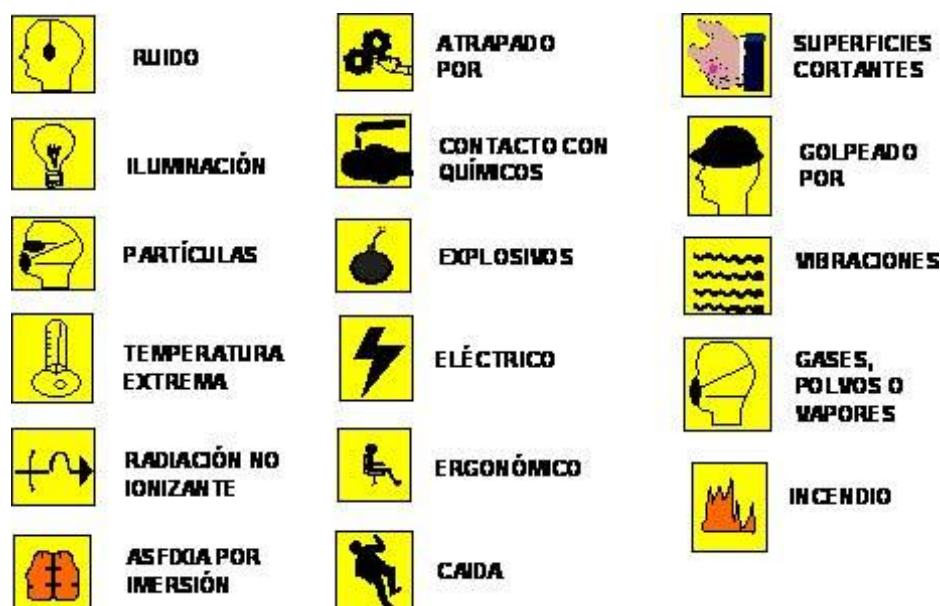 RUIDO
ILUMINACIÓN
PARTÍCULAS
TEMPERATURA
EXTREMA
RADIACIÓN NO
IONIZANTE
ASFIXIA POR
IMERSIÓN
ATRAPADO
POR
CONTACTO CON
QUÍMICOS
EXPLOSIVOS
ELÉCTRICO
ERGONÓMICO
CAIDA
SUPERFICIES
CORTANTES
GOLPEADO
POR
VIBRACIONES
GASES,
POLVOS O
VAPORES
INCENDIO